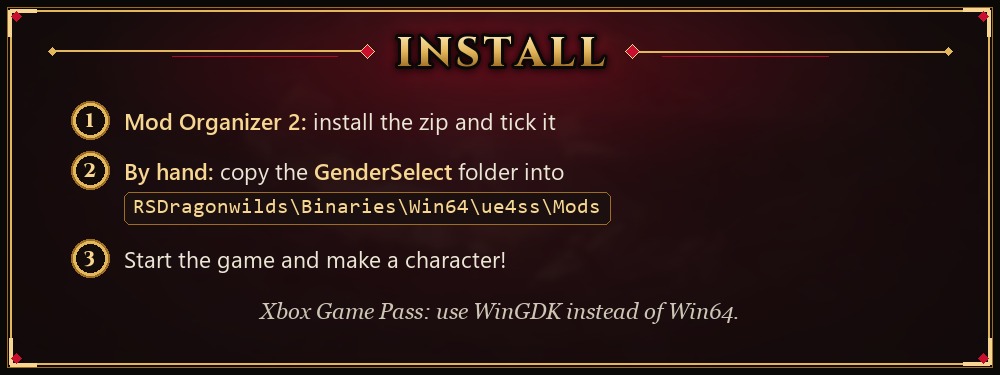 INSTALL
1 Mod Organizer 2: install the zip and tick it
2 By hand: copy the GenderSelect folder into
RSDragonwilds\Binaries\Win64\ue4ss\Mods
3 Start the game and make a character!
Xbox Game Pass: use WinGDK instead of Win64.